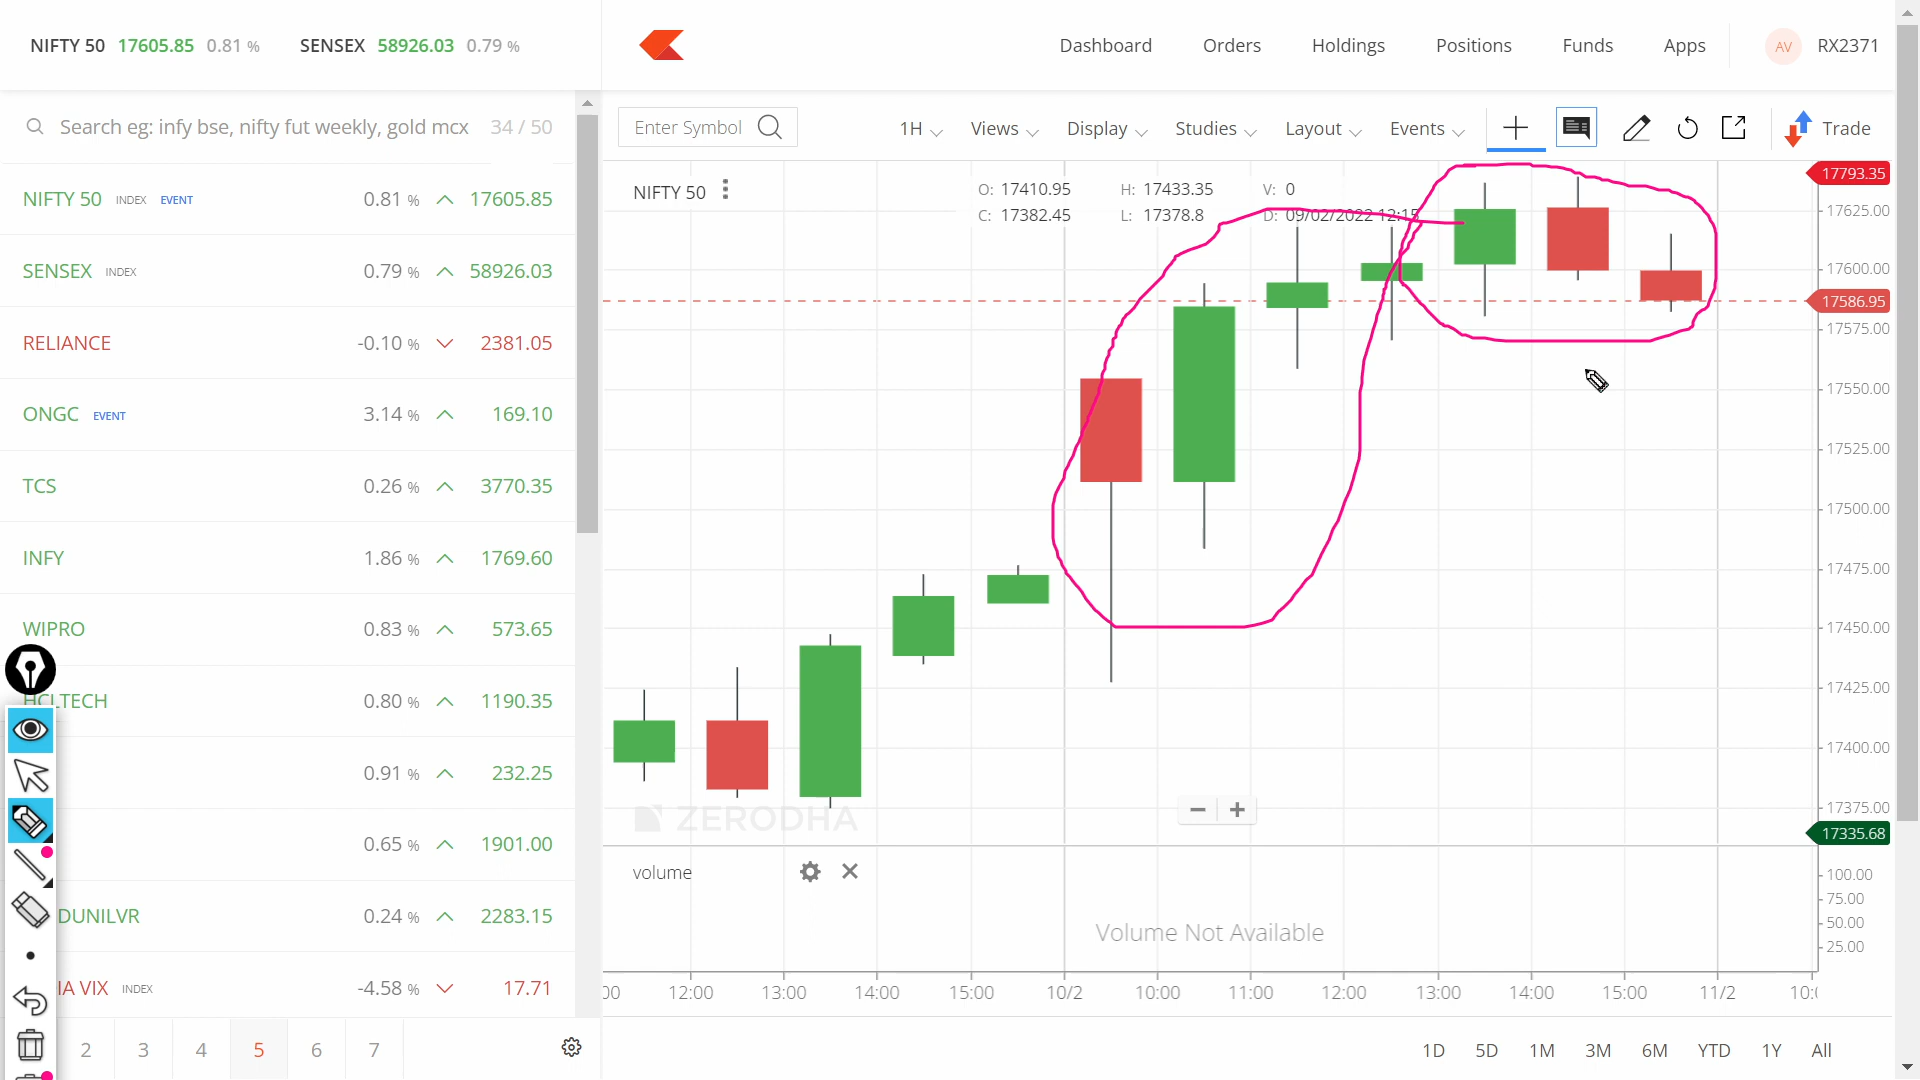 NIFTY 50 17605.85 0.81 % SENSEX 58926.03 0.79 %
Dashboard Orders Holdings Positions Funds Apps AV RX2371
Search eg: infy bse, nifty fut weekly, gold mcx 34 / 50
Enter Symbol 1H Views Display Studies Layout Events Trade
NIFTY 50 INDEX EVENT 0.81 % 17605.85
SENSEX INDEX 0.79 % 58926.03
RELIANCE -0.10 % 2381.05
ONGC EVENT 3.14 % 169.10
TCS 0.26 % 3770.35
INFY 1.86 % 1769.60
WIPRO 0.83 % 573.65
HCLTECH 0.80 % 1190.35
0.91 % 232.25
0.65 % 1901.00
DUNILVR 0.24 % 2283.15
IA VIX INDEX -4.58 % 17.71
2 3 4 5 6 7
NIFTY 50
O: 17410.95 H: 17433.35 V: 0
C: 17382.45 L: 17378.8 D: 09/02/2022 12:15
17793.35
17625.00
17600.00
17586.95
17575.00
17550.00
17525.00
17500.00
17475.00
17450.00
17425.00
17400.00
17375.00
17335.68
ZERODHA
volume
Volume Not Available
100.00
75.00
50.00
25.00
00 12:00 13:00 14:00 15:00 10/2 10:00 11:00 12:00 13:00 14:00 15:00 11/2 10:
1D 5D 1M 3M 6M YTD 1Y All